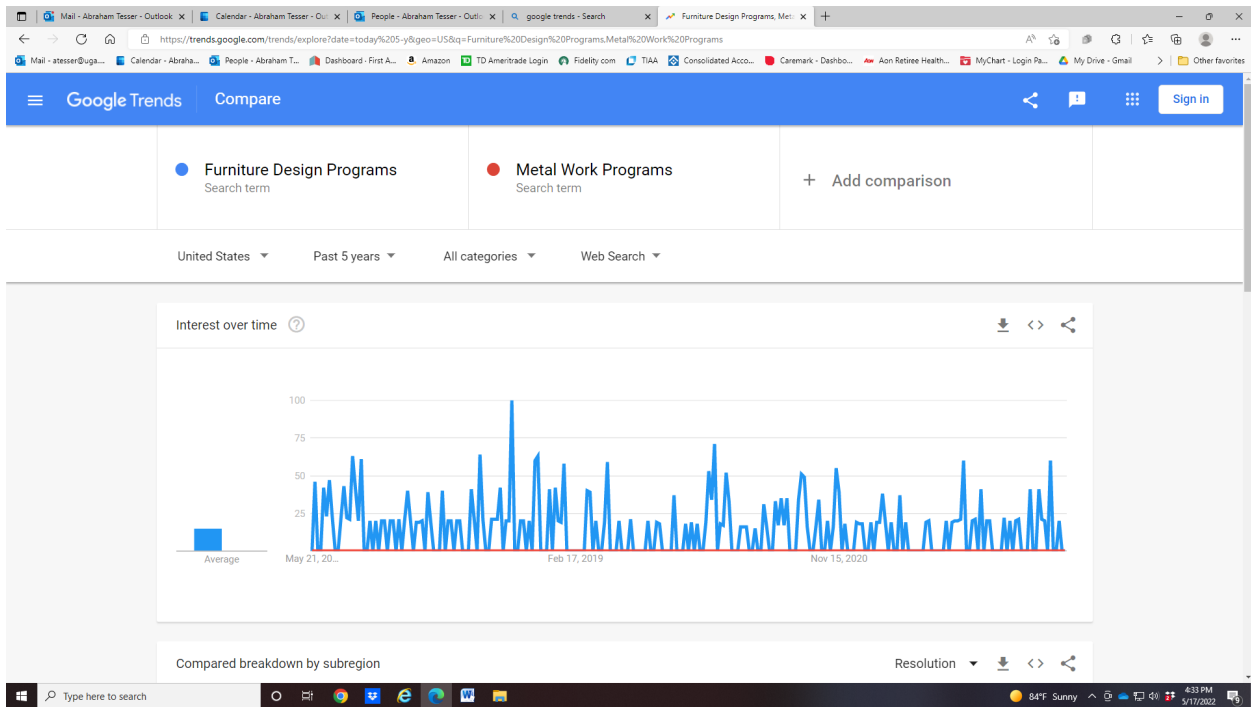 Mail - Abraham Tesser - Outlook
Calendar - Abraham Tesser - Out
People - Abraham Tesser - Outlo
google trends - Search
Furniture Design Programs, Met
https://trends.google.com/trends/explore?date=today%205-y&geo=US&q=Furniture%20Design%20Programs,Metal%20Work%20Programs
Mail - atesser@uga....
Calendar - Abraha...
People - Abraham T...
Dashboard - First A...
Amazon
TD Ameritrade Login
Fidelity com
TIAA
Consolidated Acco...
Caremark - Dashbo...
Aon Retiree Health...
MyChart - Login Pa...
My Drive - Gmail
Other favorites
Google Trends
Compare
Sign in
Furniture Design Programs
Search term
Metal Work Programs
Search term
+ Add comparison
United States
Past 5 years
All categories
Web Search
Interest over time
100
75
50
25
Average
May 21, 20...
Feb 17, 2019
Nov 15, 2020
Compared breakdown by subregion
Resolution
Type here to search
84°F Sunny
4:33 PM
5/17/2022